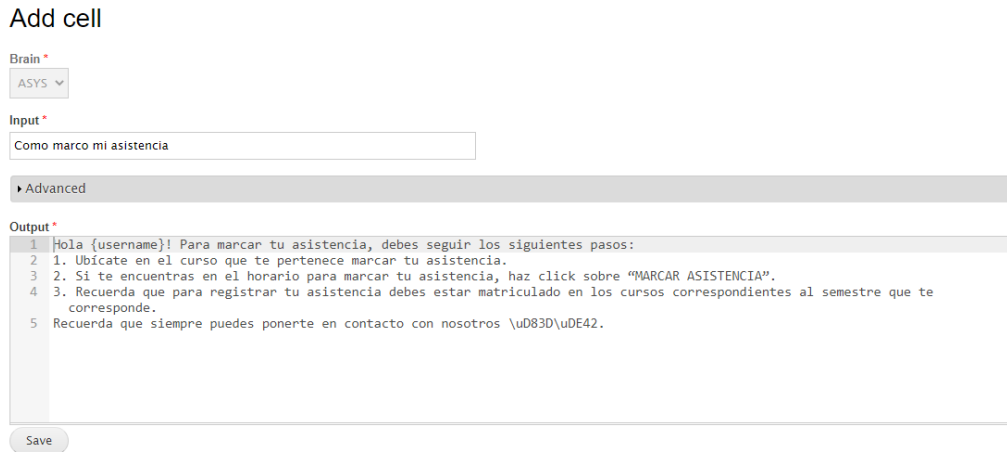 Add cell
Brain *
ASYS
Input *
Como marco mi asistencia
Advanced
Output *
1 Hola {username}! Para marcar tu asistencia, debes seguir los siguientes pasos:
2 1. Ubícate en el curso que te pertenece marcar tu asistencia.
3 2. Si te encuentras en el horario para marcar tu asistencia, haz click sobre “MARCAR ASISTENCIA”.
4 3. Recuerda que para registrar tu asistencia debes estar matriculado en los cursos correspondientes al semestre que te
corresponde.
5 Recuerda que siempre puedes ponerte en contacto con nosotros \uD83D\uDE42.
Save